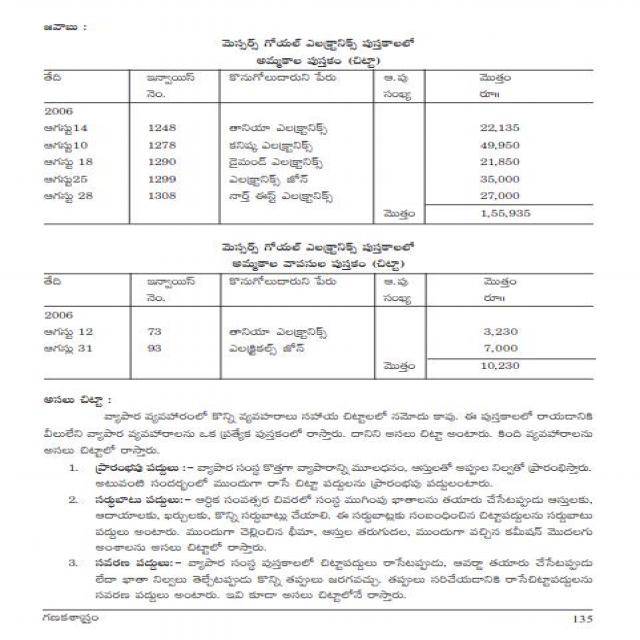 జవాబు :
మెస్సర్స్ గోయల్ ఎలక్ట్రానిక్స్ పుస్తకాలలో
అమ్మకాల పుస్తకం (చిట్టా)
తేది ఇన్వాయిస్ కొనుగోలుదారుని పేరు ఆ.పు మొత్తం
నెం. సంఖ్య రూ॥
2006
ఆగస్టు14 1248 తానియా ఎలక్ట్రానిక్స్ 22,135
ఆగస్టు10 1278 కనిష్క ఎలక్ట్రానిక్స్ 49,950
ఆగస్టు 18 1290 డైమండ్ ఎలక్ట్రానిక్స్ 21,850
ఆగస్టు25 1299 ఎలక్ట్రానిక్ జోన్ 35,000
ఆగస్టు 28 1308 నార్త్ ఈస్ట్ ఎలక్ట్రానిక్స్ 27,000
మొత్తం 1,55,935
మెస్సర్స్ గోయల్ ఎలక్ట్రానిక్స్ పుస్తకాలలో
అమ్మకాల వాపసుల పుస్తకం (చిట్టా)
తేది ఇన్వాయిస్ కొనుగోలుదారుని పేరు ఆ.పు మొత్తం
నెం. సంఖ్య రూ॥
2006
ఆగస్టు 12 73 తానియా ఎలక్ట్రానిక్స్ 3,230
ఆగస్టు 31 93 ఎలక్ట్రికల్స్ జోన్ 7,000
మొత్తం 10,230
అసలు చిట్టా :
వ్యాపార వ్యవహారంలో కొన్ని వ్యవహరాలు సహాయ చిట్టాలలో నమోదు కావు. ఈ పుస్తకాలలో రాయడానికి
వీలులేని వ్యాపార వ్యవహారాలను ఒక ప్రత్యేక పుస్తకంలో రాస్తారు. దానిని అసలు చిట్టా అంటారు. కింది వ్యవహారాలను
అసలు చిట్టాలో రాస్తారు.
1. ప్రారంభపు పద్దులు :- వ్యాపార సంస్థ కొత్తగా వ్యాపారాన్ని మూలధనం, ఆస్తులతో అప్పుల నిల్వతో ప్రారంభిస్తారు.
అటువంటి సందర్భంలో ముందుగా రాసే చిట్టా పద్దులను ప్రారంభపు పద్దులంటారు.
2. సర్దుబాటు పద్దులు:- ఆర్థిక సంవత్సర చివరలో సంస్థ ముగింపు ఖాతాలను తయారు చేసేటప్పుడు ఆస్తులకు,
ఆదాయాలకు, ఖర్చులకు, కొన్ని సర్దుబాట్లు చేయాలి. ఈ సర్దుబాట్లకు సంబంధించిన చిట్టాపద్దులను సర్దుబాటు
పద్దులు అంటారు. ముందుగా చెల్లించిన భీమా, ఆస్తుల తరుగుదల, ముందుగా వచ్చిన కమీషన్ మొదలగు
అంశాలను అసలు చిట్టాలో రాస్తారు.
3. సవరణ పద్దులు:- వ్యాపార సంస్థ పుస్తకాలలో చిట్టాపద్దులు రాసేటప్పుడు, ఆవర్జా తయారు చేసేటప్పుడు
లేదా ఖాతా నిల్వలు తేల్చేటప్పుడు కొన్ని తప్పులు జరగవచ్చు. తప్పులు సరిచేయడానికి రాసేచిట్టాపద్దులను
సవరణ పద్దులు అంటారు. ఇవి కూడా అసలు చిట్టాలోనే రాస్తారు.
గణకశాస్త్రం 135